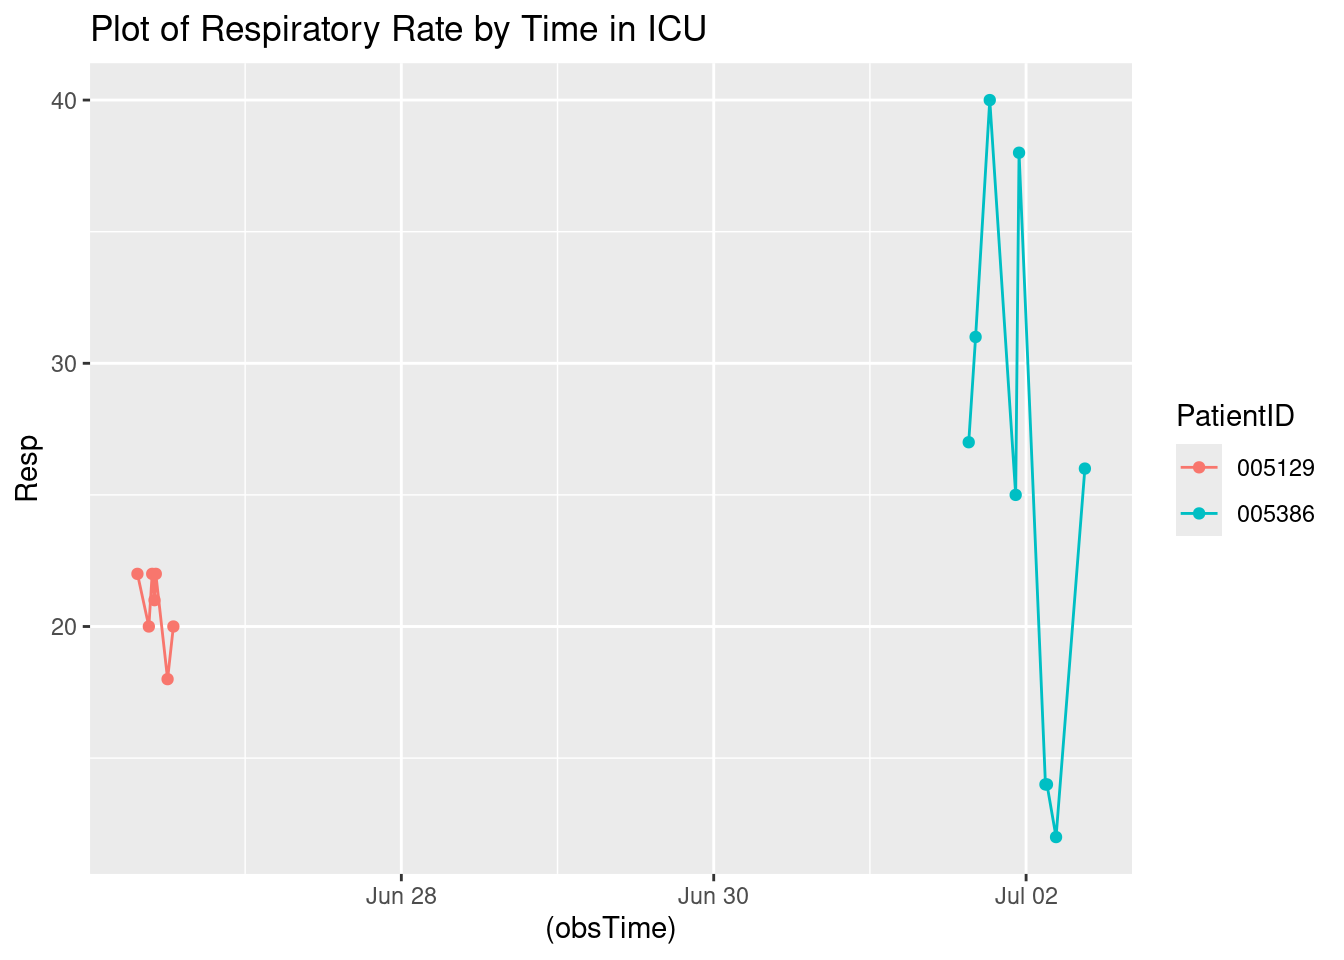 Plot of Respiratory Rate by Time in ICU
40
30
20
Resp
Jun 28
Jun 30
Jul 02
(obsTime)
PatientID
005129
005386